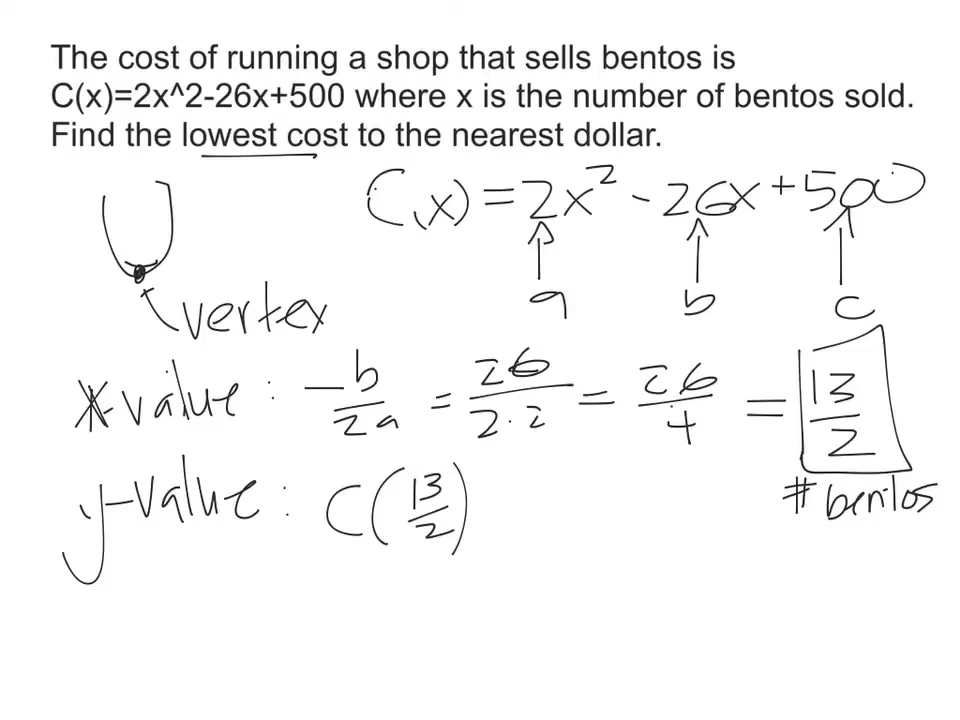 The cost of running a shop that sells bentos is
C(x)=2x^2-26x+500 where x is the number of bentos sold.
Find the lowest cost to the nearest dollar.
C(x) = 2x² - 26x + 500
a b c
vertex
x-value: -b/2a = 26/2·2 = 26/4 = 13/2
# bentos
y-value: C(13/2)